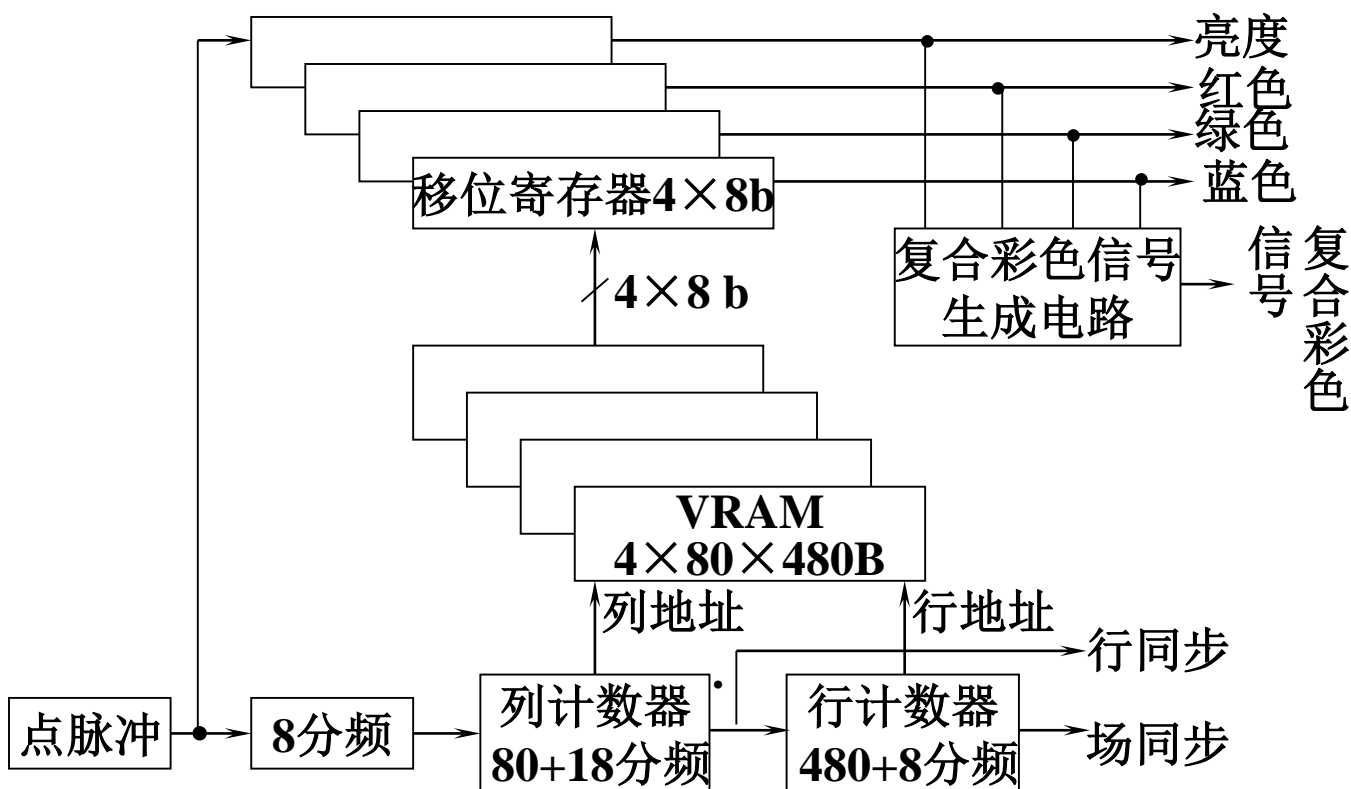 亮度
红色
绿色
蓝色
移位寄存器4×8b
复合彩色信号
生成电路
复合彩色
信号
4×8 b
VRAM
4×80×480B
列地址
行地址
行同步
点脉冲
8分频
列计数器
80+18分频
行计数器
480+8分频
场同步